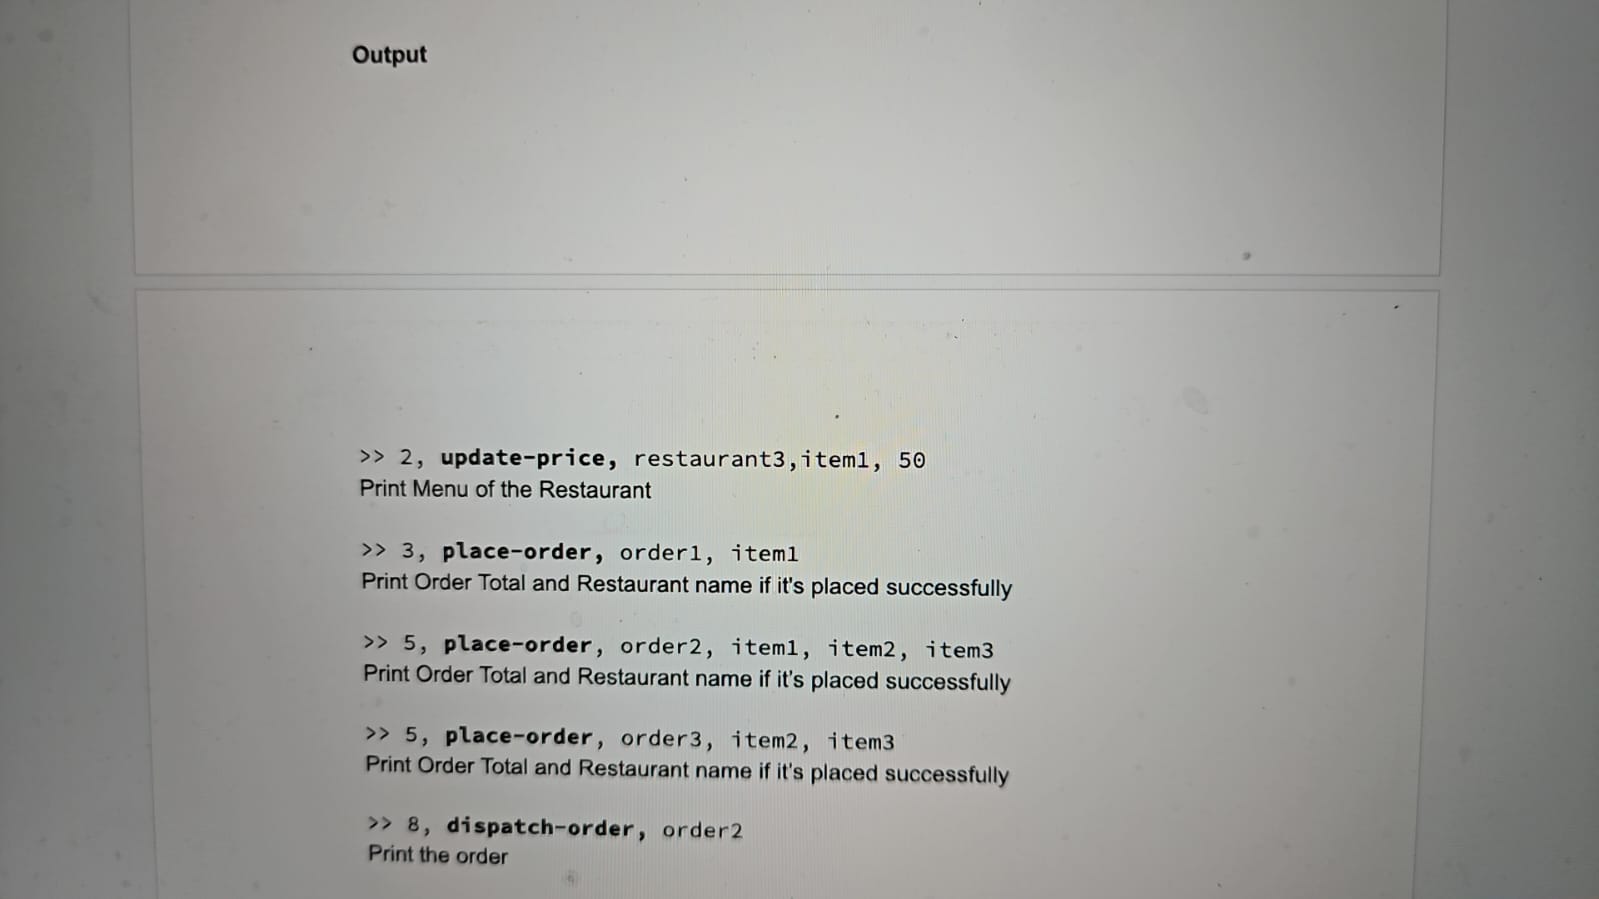 Output
>> 2, update-price, restaurant3,item1, 50
Print Menu of the Restaurant
>> 3, place-order, order1, item1
Print Order Total and Restaurant name if it's placed successfully
>> 5, place-order, order2, item1, item2, item3
Print Order Total and Restaurant name if it's placed successfully
>> 5, place-order, order3, item2, item3
Print Order Total and Restaurant name if it's placed successfully
>> 8, dispatch-order, order2
Print the order